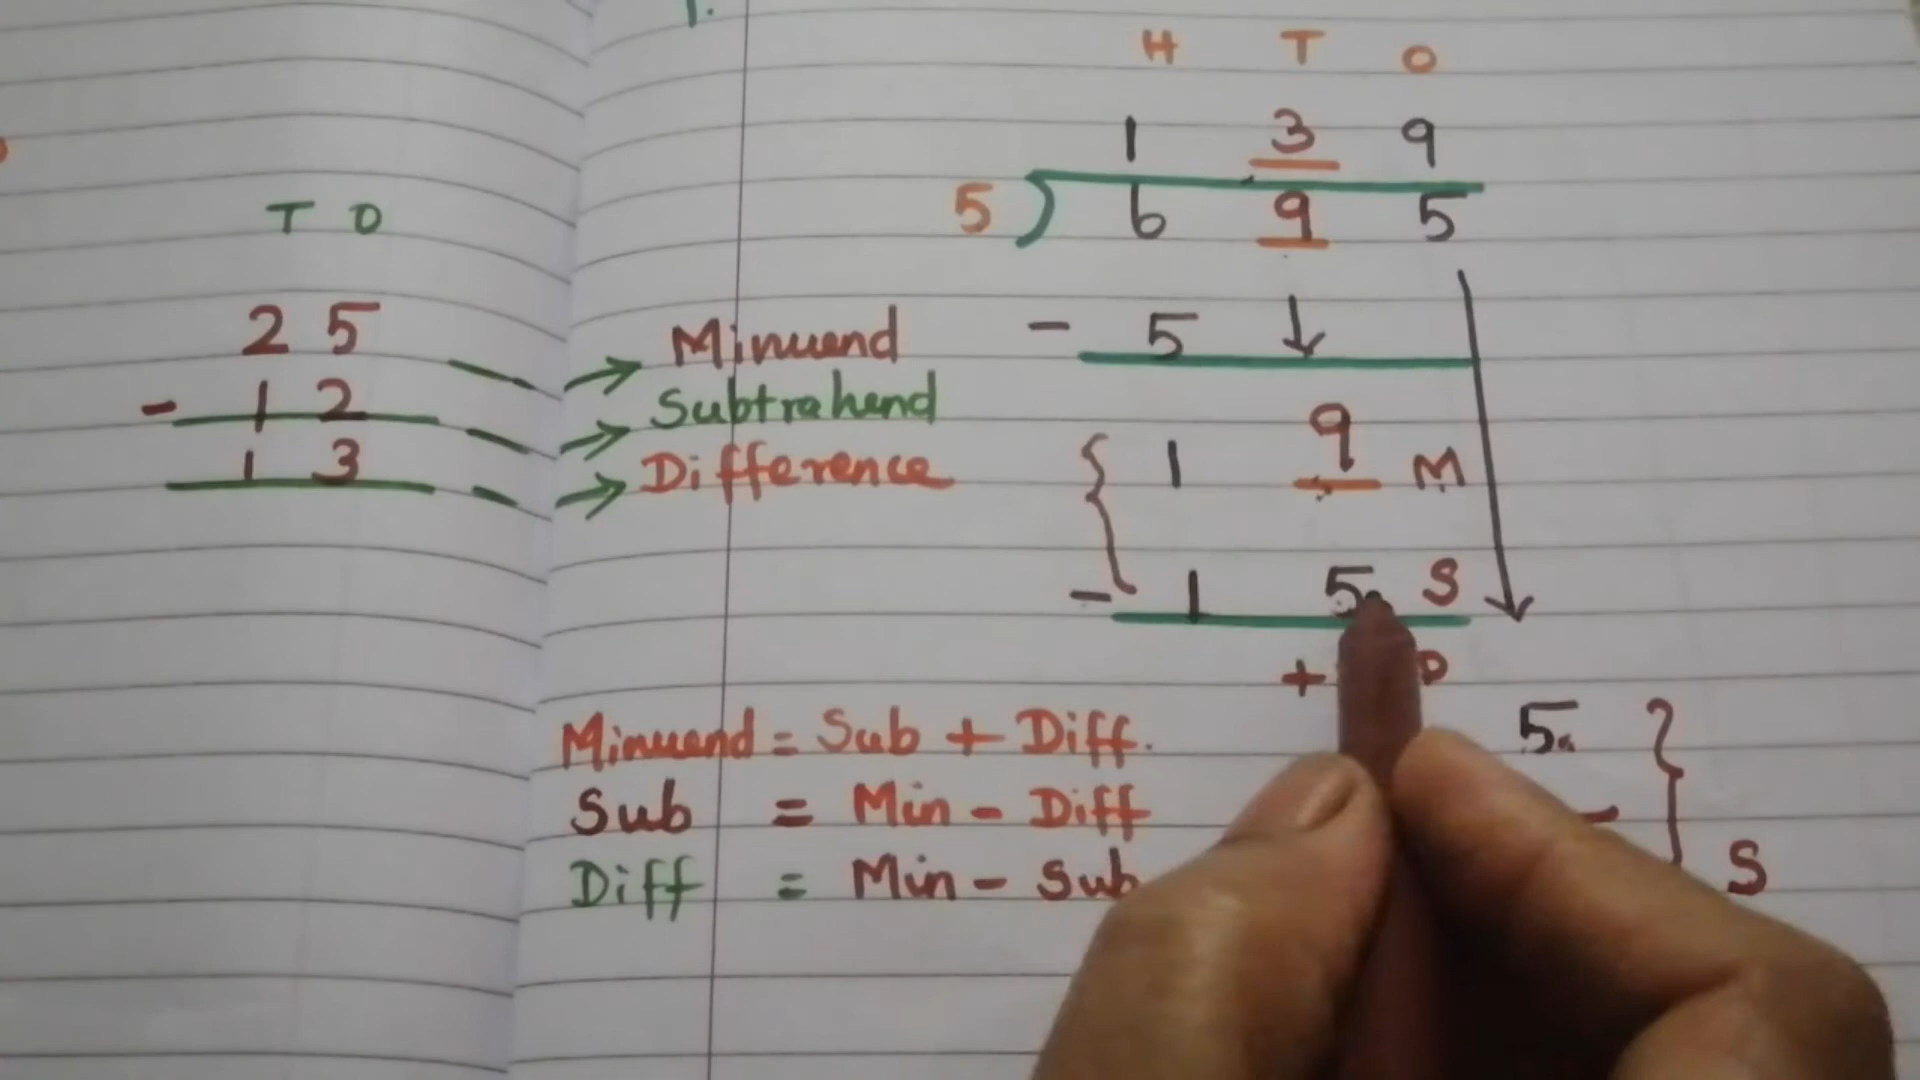 T O
2 5
- 1 2
1 3
Minuend
Subtrahend
Difference
H T O
1 3 9
5 ) 6 9 5
- 5
1 9 M
- 1 5 S
+ D
5
S
Minuend = Sub + Diff.
Sub = Min - Diff
Diff = Min - Sub